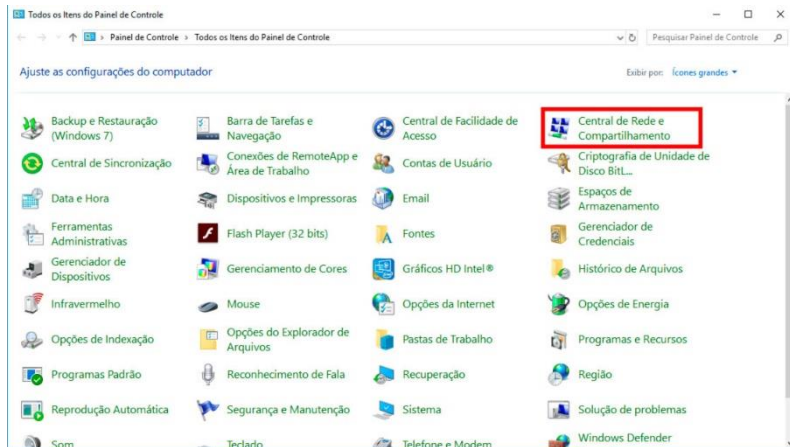 Todos os Itens do Painel de Controle
Painel de Controle > Todos os Itens do Painel de Controle
Pesquisar Painel de Controle
Ajuste as configurações do computador
Exibir por: Ícones grandes
Backup e Restauração
(Windows 7)
Barra de Tarefas e
Navegação
Central de Facilidade de
Acesso
Central de Rede e
Compartilhamento
Central de Sincronização
Conexões de RemoteApp e
Área de Trabalho
Contas de Usuário
Criptografia de Unidade de
Disco BitL...
Data e Hora
Dispositivos e Impressoras
Email
Espaços de
Armazenamento
Ferramentas
Administrativas
Flash Player (32 bits)
Fontes
Gerenciador de
Credenciais
Gerenciador de
Dispositivos
Gerenciamento de Cores
Gráficos HD Intel®
Histórico de Arquivos
Infravermelho
Mouse
Opções da Internet
Opções de Energia
Opções de Indexação
Opções do Explorador de
Arquivos
Pastas de Trabalho
Programas e Recursos
Programas Padrão
Reconhecimento de Fala
Recuperação
Região
Reprodução Automática
Segurança e Manutenção
Sistema
Solução de problemas
Som
Teclado
Telefone e Modem
Windows Defender